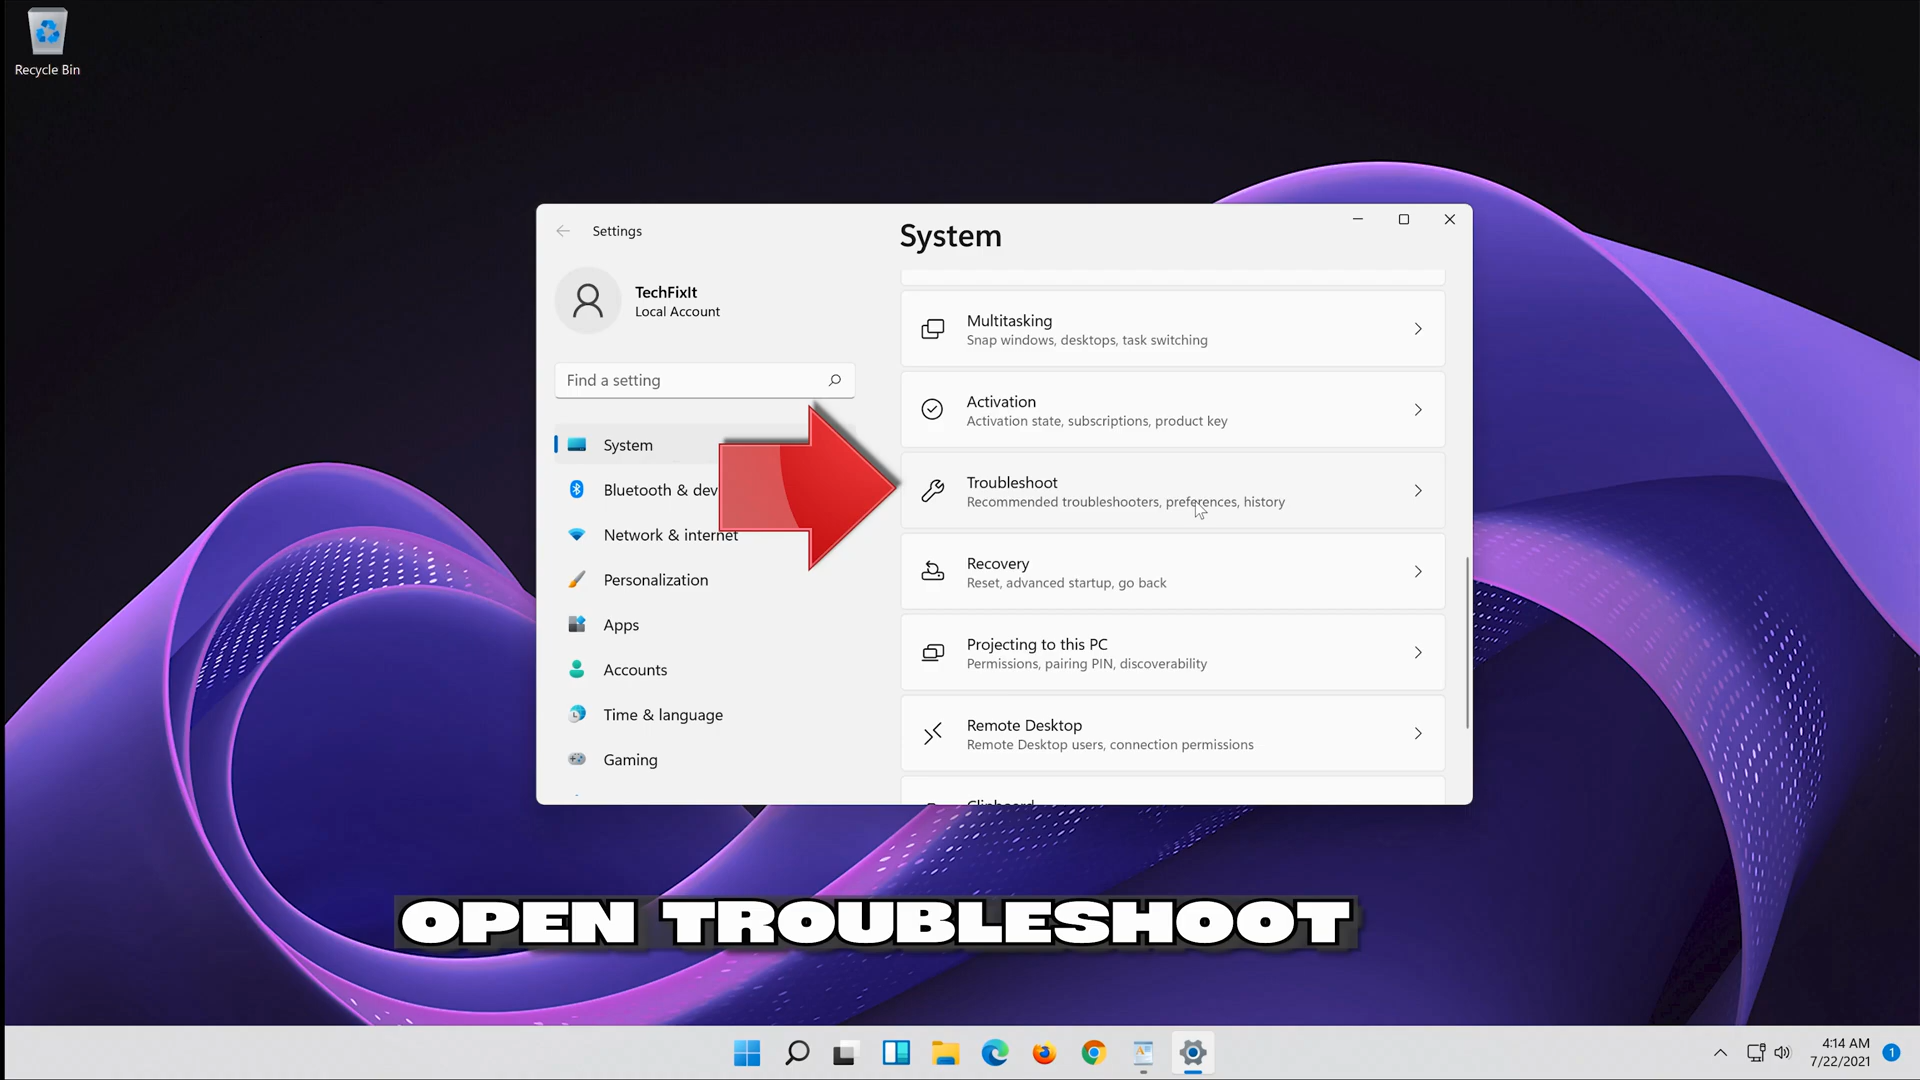 Recycle Bin
Settings
System
TechFixIt
Local Account
Find a setting
System
Bluetooth & dev
Network & internet
Personalization
Apps
Accounts
Time & language
Gaming
Multitasking
Snap windows, desktops, task switching
Activation
Activation state, subscriptions, product key
Troubleshoot
Recommended troubleshooters, preferences, history
Recovery
Reset, advanced startup, go back
Projecting to this PC
Permissions, pairing PIN, discoverability
Remote Desktop
Remote Desktop users, connection permissions
Clipboard
OPEN TROUBLESHOOT
4:14 AM
7/22/2021
1